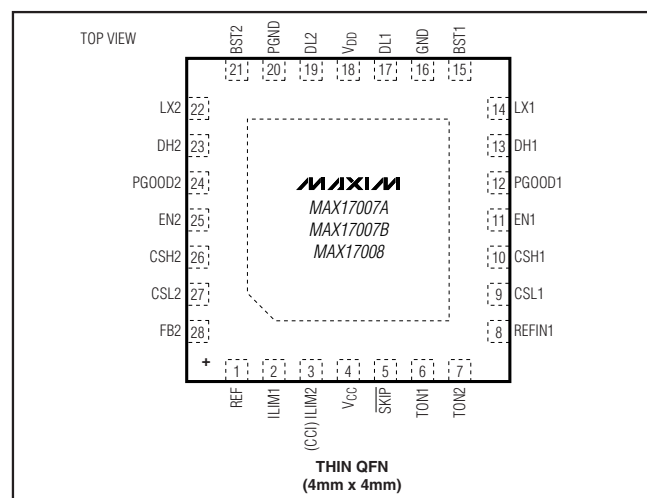 TOP VIEW
BST2 PGND DL2 VDD DL1 GND BST1
21 20 19 18 17 16 15
LX2 22 14 LX1
DH2 23 13 DH1
PGOOD2 24 12 PGOOD1
EN2 25 11 EN1
CSH2 26 10 CSH1
CSL2 27 9 CSL1
FB2 28 8 REFIN1
MAXIM
MAX17007A
MAX17007B
MAX17008
+
1 2 3 4 5 6 7
REF ILIM1 (CCI) ILIM2 VCC SKIP TON1 TON2
THIN QFN
(4mm x 4mm)